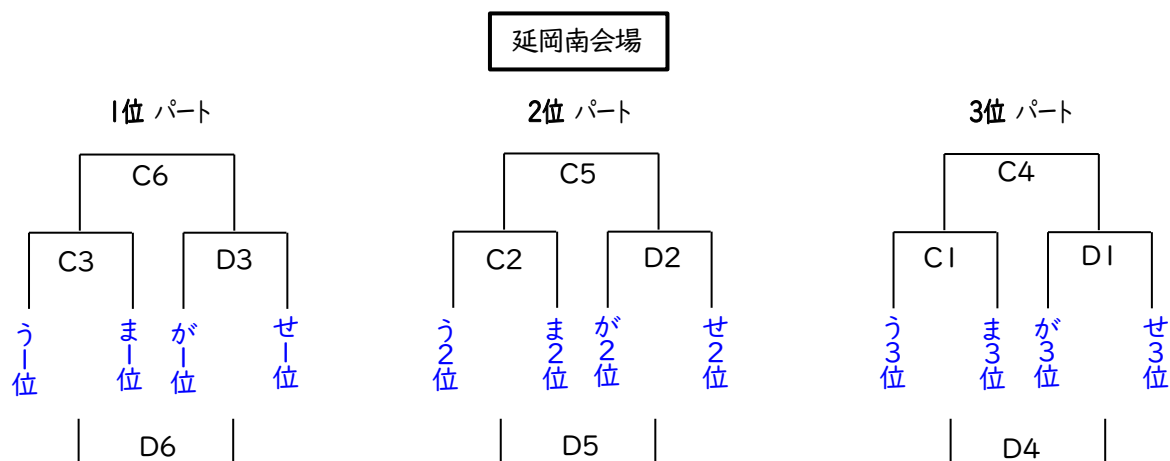 延岡南会場
1位 パート 2位 パート 3位 パート
C6 C5 C4
C3 D3 C2 D2 C1 D1
う1位 ま1位 が1位 せ1位 う2位 ま2位 が2位 せ2位 う3位 ま3位 が3位 せ3位
D6 D5 D4